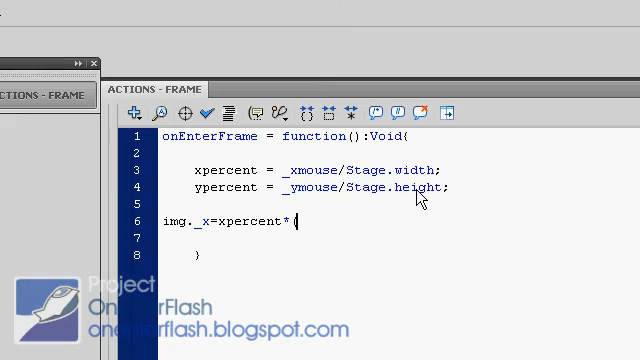 ACTIONS - FRAME
ACTIONS - FRAME
1 onEnterFrame = function():Void{
2
3 xpercent = _xmouse/Stage.width;
4 ypercent = _ymouse/Stage.height;
5
6 img._x=xpercent*(
7
8 }
Project
OnEnterFlash
onenterflash.blogspot.com